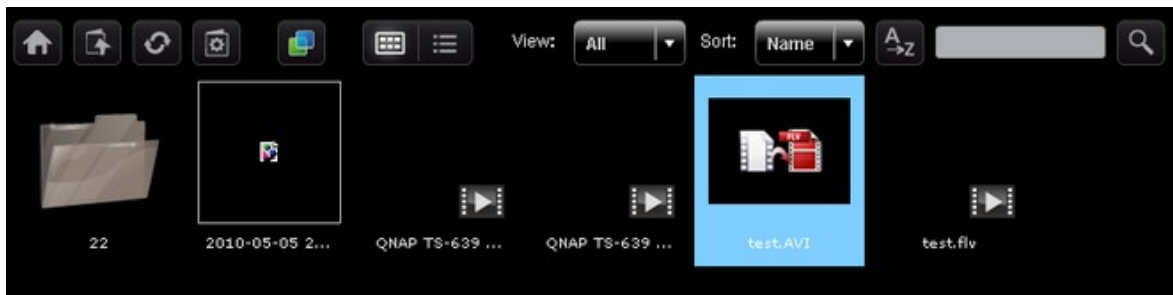 View: All Sort: Name A Z
FLV
22 2010-05-05 2... QNAP TS-639 ... QNAP TS-639 ... test.AVI test.flv